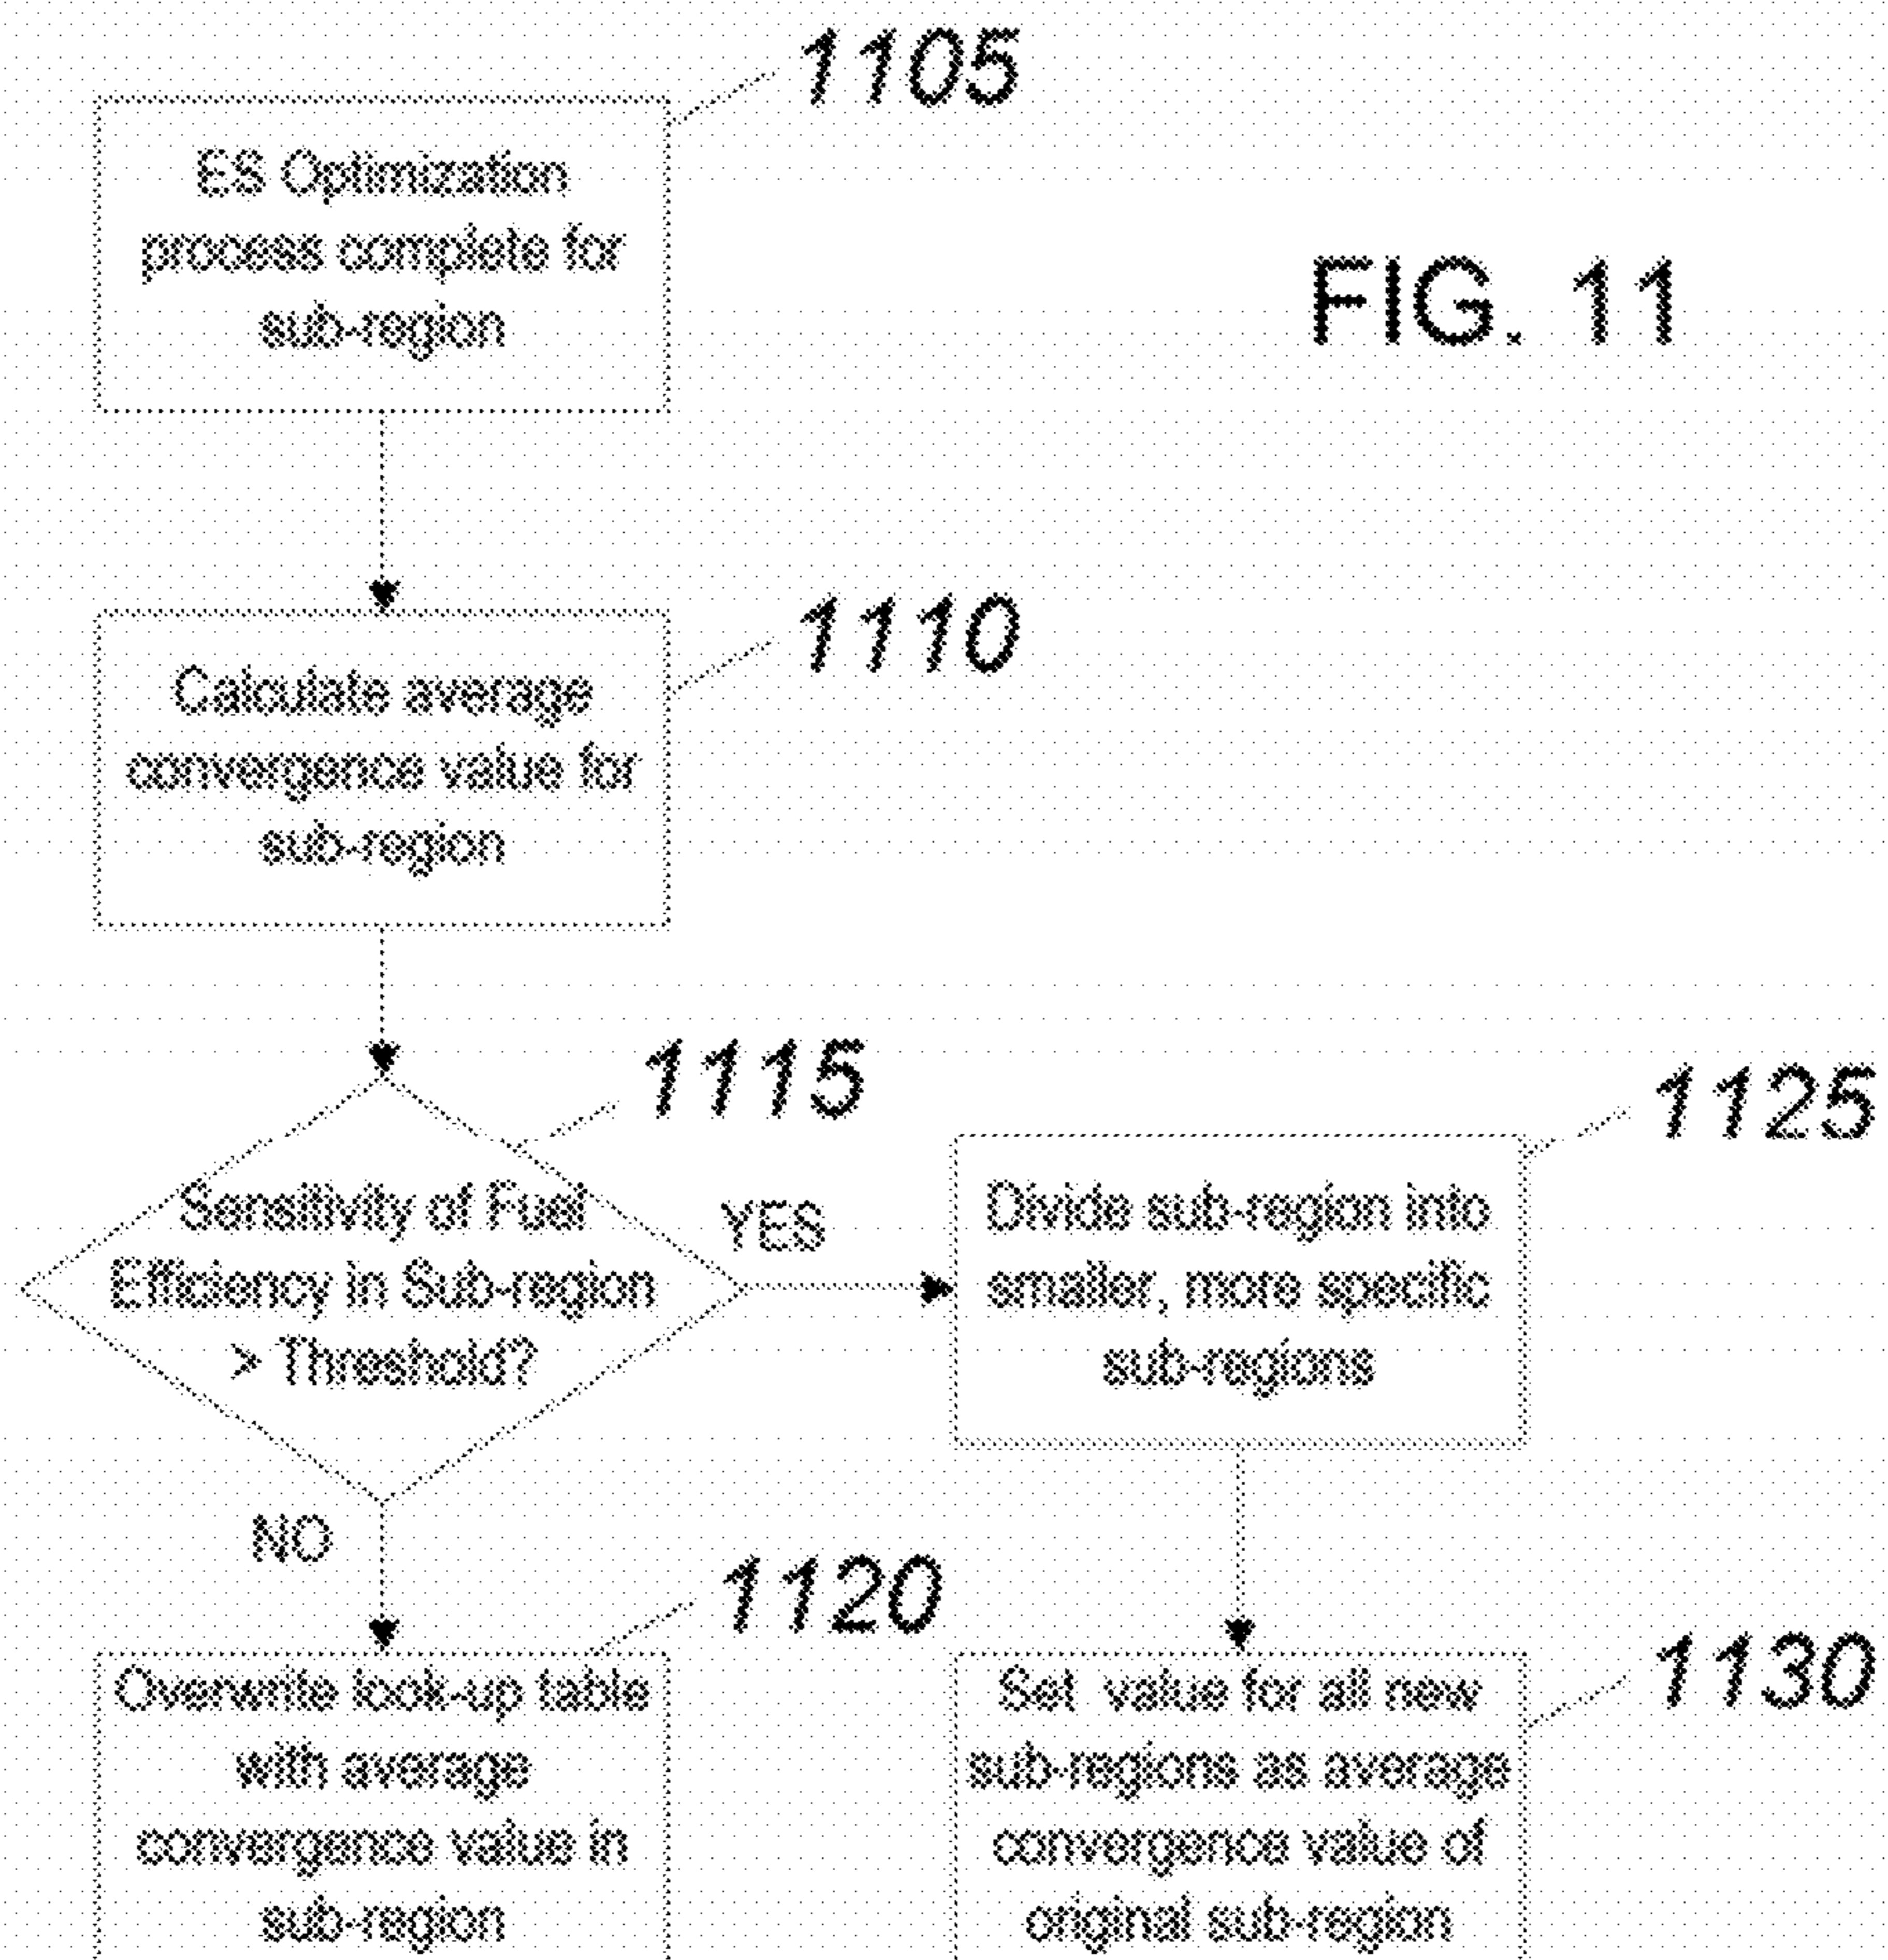 1105
ES Optimization
process complete for
sub-region
FIG. 11
1110
Calculate average
convergence value for
sub-region
1115
Sensitivity of Fuel
Efficiency in Sub-region
> Threshold?
YES
NO
1125
Divide sub-region into
smaller, more specific
sub-regions
1120
Overwrite look-up table
with average
convergence value in
sub-region
1130
Set value for all new
sub-regions as average
convergence value of
original sub-region